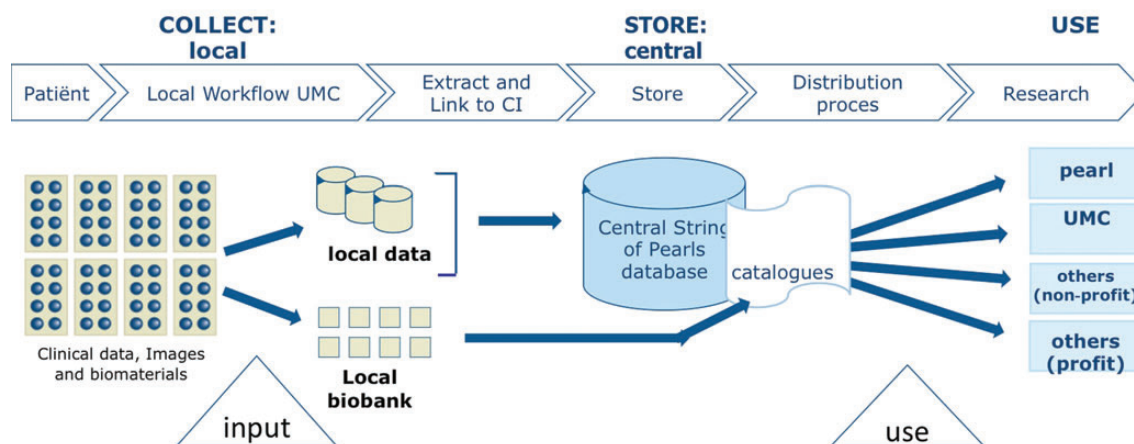 COLLECT:
local
STORE:
central
USE
Patiënt
Local Workflow UMC
Extract and
Link to CI
Store
Distribution
proces
Research
local data
Local
biobank
Clinical data, Images
and biomaterials
Central String
of Pearls
database
catalogues
pearl
UMC
others
(non-profit)
others
(profit)
input
use